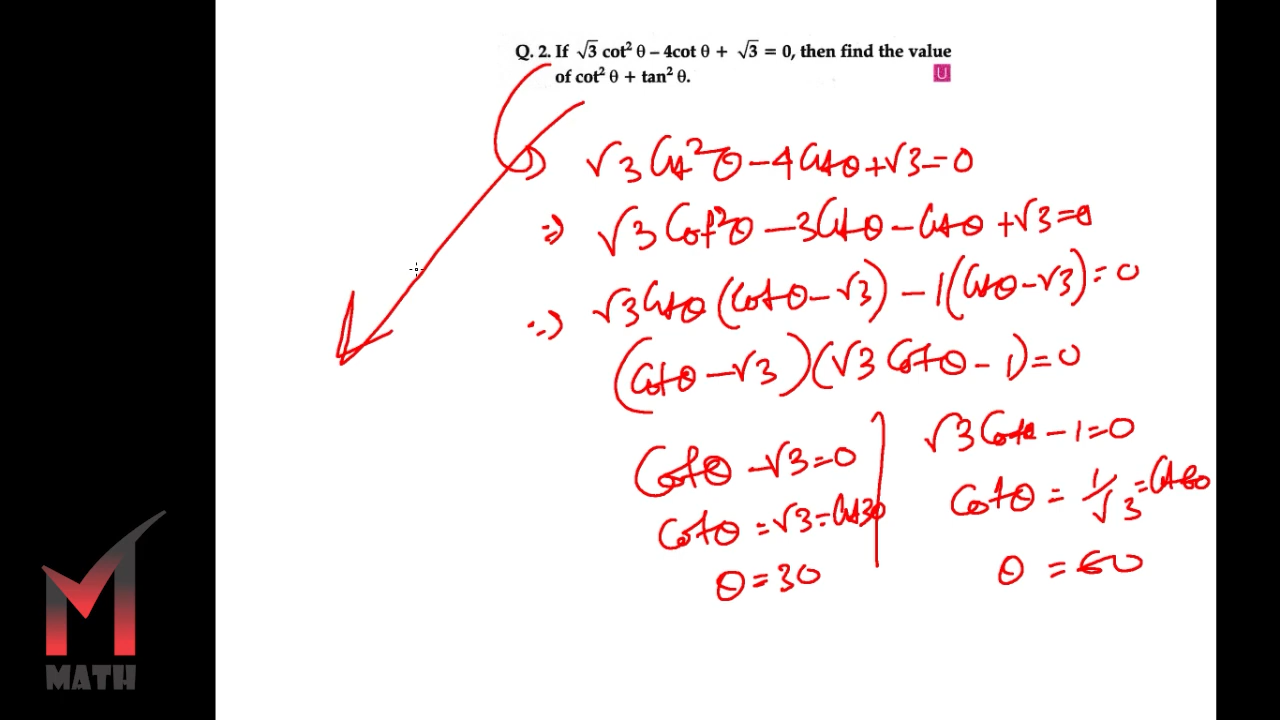 Q. 2. If √3 cot² θ – 4cot θ + √3 = 0, then find the value
of cot² θ + tan² θ.
U
⇒ √3 Cot²θ – 4Cotθ + √3 = 0
⇒ √3 Cot²θ – 3Cotθ – Cotθ + √3 = 0
⇒ √3 Cotθ (Cotθ – √3) – 1(Cotθ – √3) = 0
(Cotθ – √3)(√3 Cotθ – 1) = 0
Cotθ – √3 = 0
Cotθ = √3 = Cot30
θ = 30
√3 Cotθ – 1 = 0
Cotθ = 1/√3 = Cot60
θ = 60
MATH